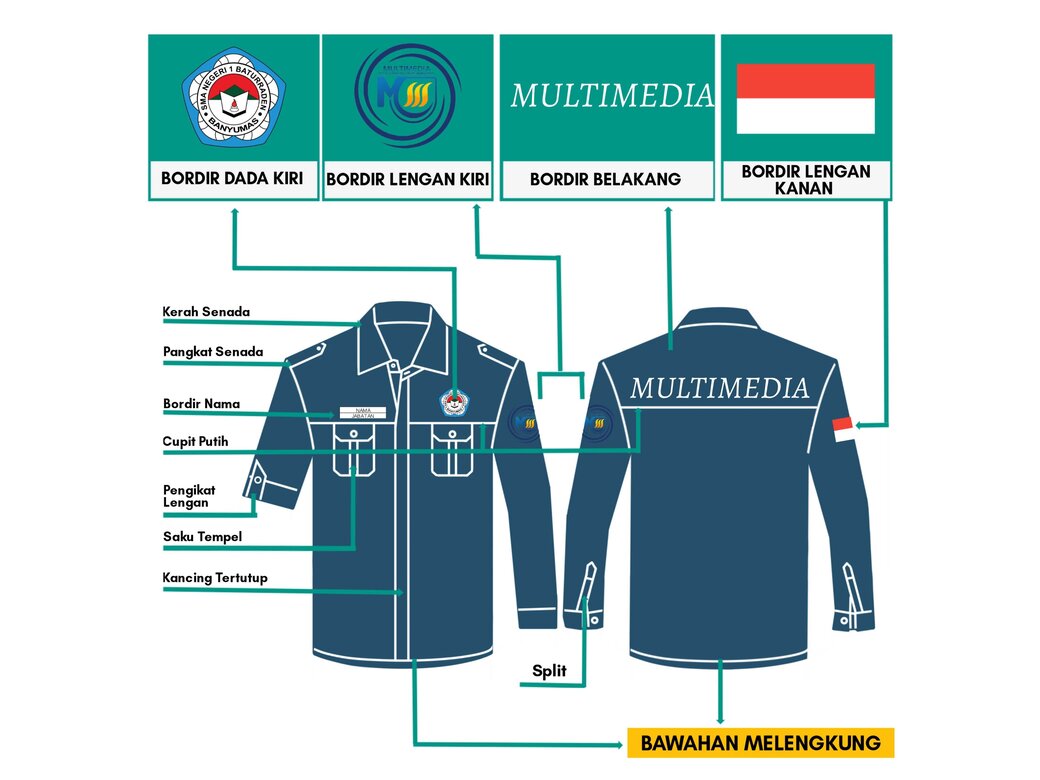 SMA NEGERI 1 BATURRADEN
BANYUMAS
MULTIMEDIA
MULTIMEDIA
BORDIR DADA KIRI
BORDIR LENGAN KIRI
BORDIR BELAKANG
BORDIR LENGAN
KANAN
Kerah Senada
Pangkat Senada
Bordir Nama
Cupit Putih
Pengikat
Lengan
Saku Tempel
Kancing Tertutup
NAMA
JABATAN
MULTIMEDIA
Split
BAWAHAN MELENGKUNG